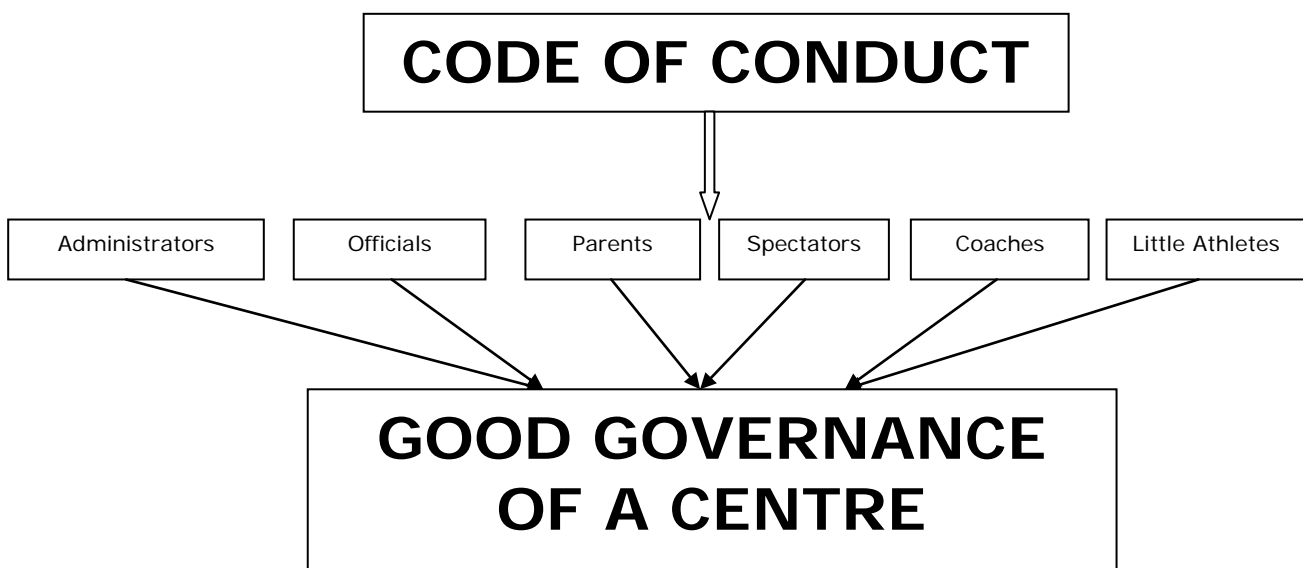 CODE OF CONDUCT
Administrators
Officials
Parents
Spectators
Coaches
Little Athletes
GOOD GOVERNANCE
OF A CENTRE